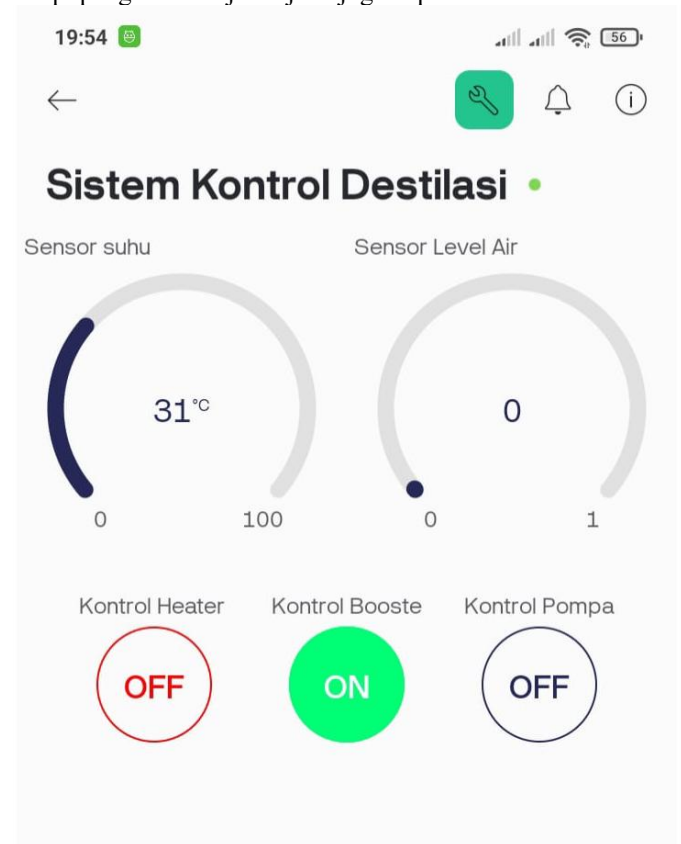 19:54
56
Sistem Kontrol Destilasi
Sensor suhu Sensor Level Air
31°C 0
0 100 0 1
Kontrol Heater Kontrol Booste Kontrol Pompa
OFF ON OFF